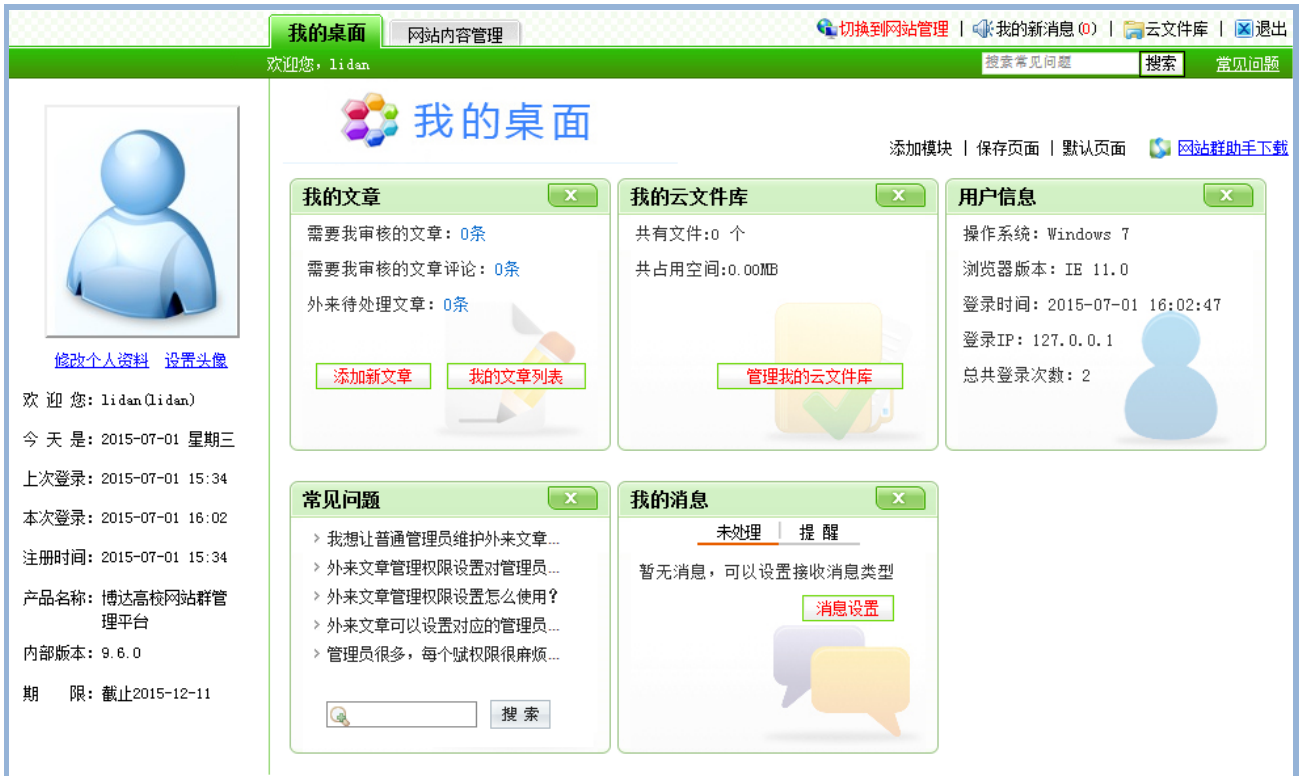 我的桌面 网站内容管理 切换到网站管理 | 我的新消息(0) | 云文件库 | 退出
欢迎您，lidan 搜索常见问题 搜索 常见问题
我的桌面
添加模块 | 保存页面 | 默认页面 网站群助手下载
修改个人资料 设置头像
欢 迎 您：lidan(lidan)
今 天 是：2015-07-01 星期三
上次登录：2015-07-01 15:34
本次登录：2015-07-01 16:02
注册时间：2015-07-01 15:34
产品名称：博达高校网站群管
理平台
内部版本：9.6.0
期 限：截止2015-12-11
我的文章
需要我审核的文章：0条
需要我审核的文章评论：0条
外来待处理文章：0条
添加新文章 我的文章列表
我的云文件库
共有文件:0 个
共占用空间:0.00MB
管理我的云文件库
用户信息
操作系统：Windows 7
浏览器版本：IE 11.0
登录时间：2015-07-01 16:02:47
登录IP：127.0.0.1
总共登录次数：2
常见问题
我想让普通管理员维护外来文章...
外来文章管理权限设置对管理员...
外来文章管理权限设置怎么使用？
外来文章可以设置对应的管理员...
管理员很多，每个赋权限很麻烦...
搜 索
我的消息
未处理 提 醒
暂无消息，可以设置接收消息类型
消息设置